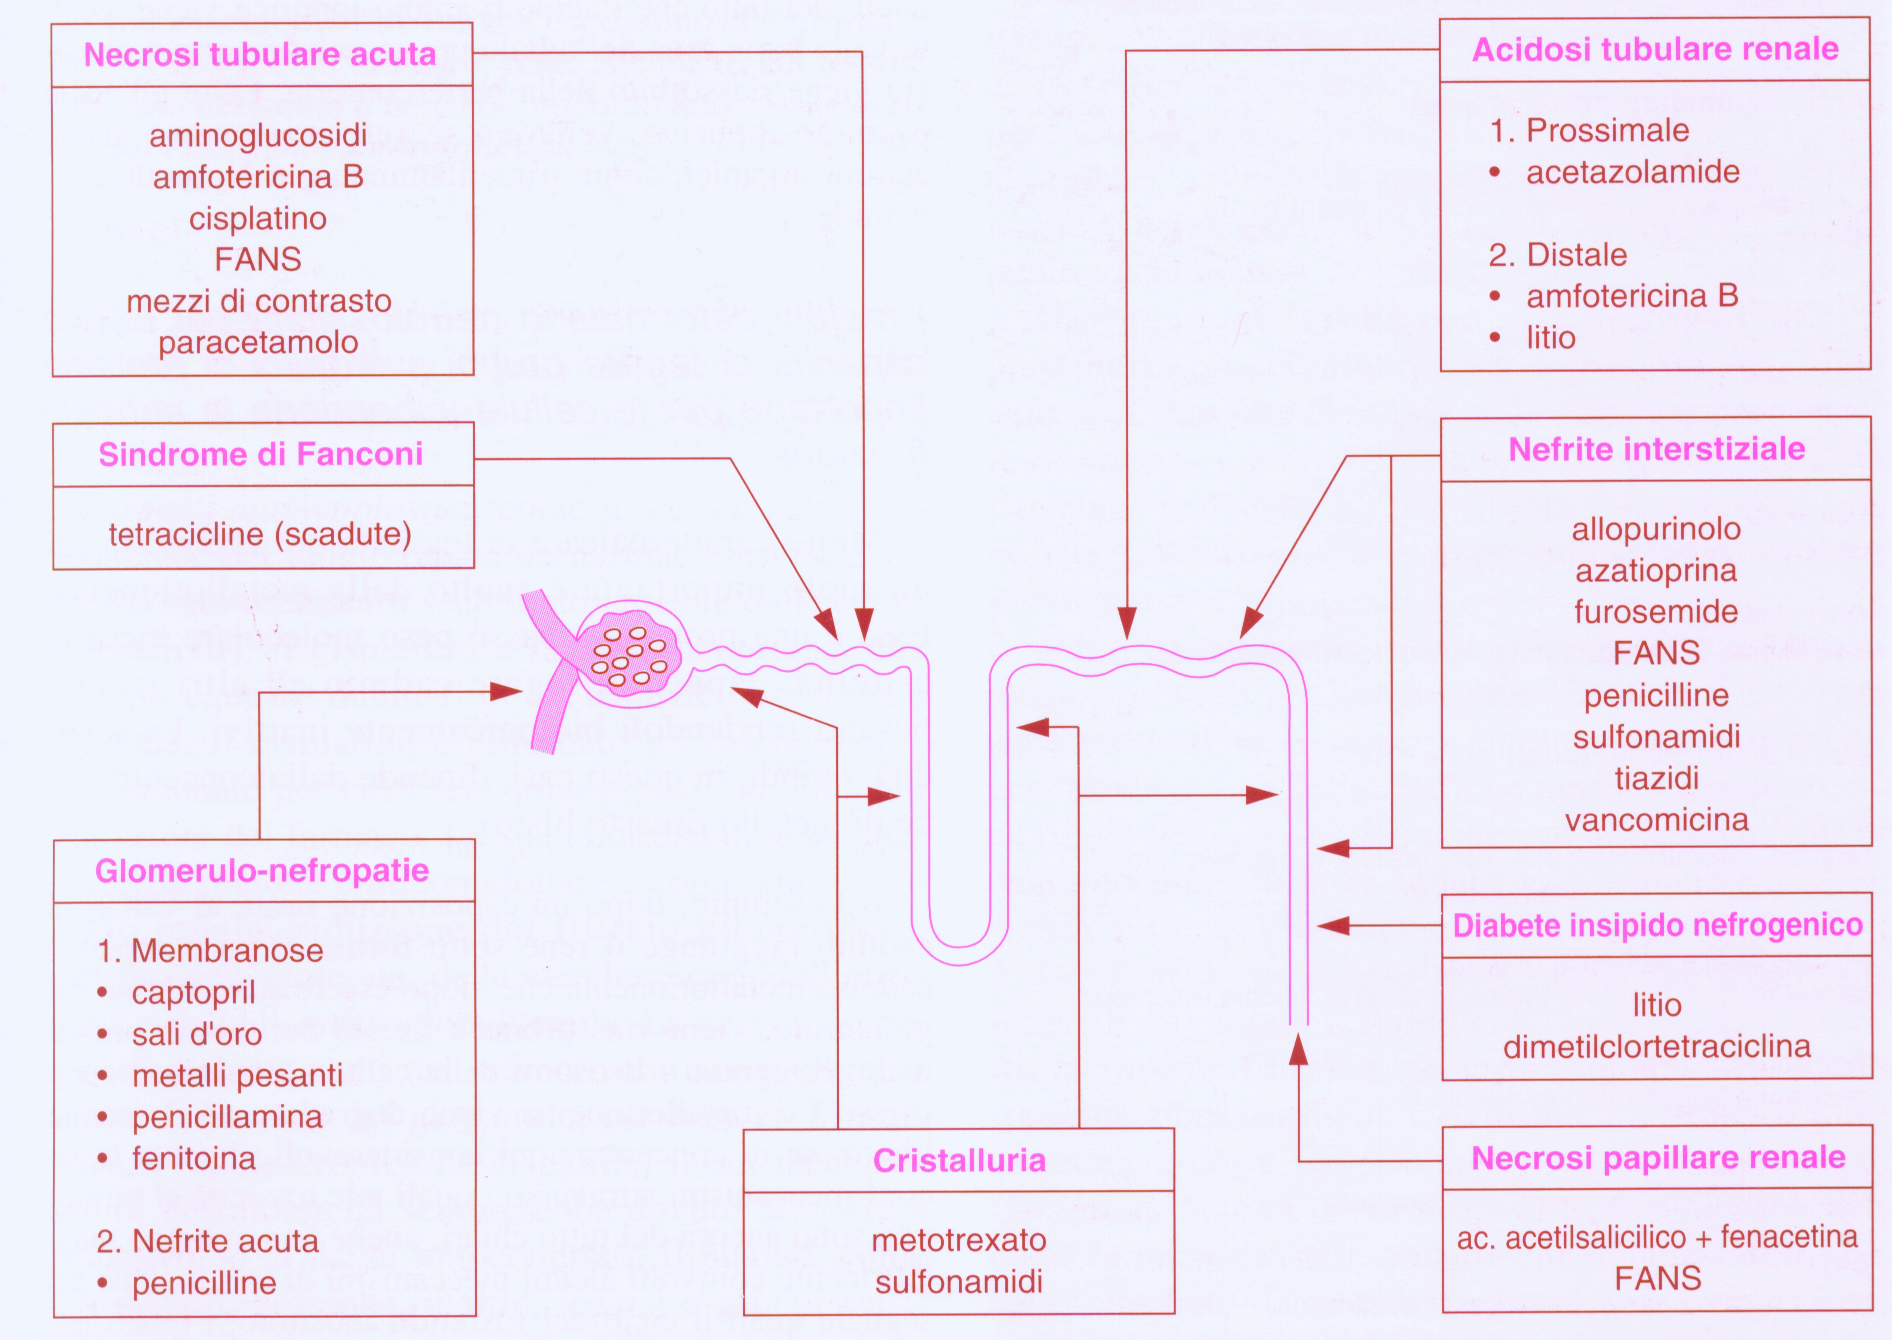 Necrosi tubulare acuta
aminoglucosidi
amfotericina B
cisplatino
FANS
mezzi di contrasto
paracetamolo
Sindrome di Fanconi
tetracicline (scadute)
Glomerulo-nefropatie
1. Membranose
• captopril
• sali d'oro
• metalli pesanti
• penicillamina
• fenitoina
2. Nefrite acuta
• penicilline
Cristalluria
metotrexato
sulfonamidi
Acidosi tubulare renale
1. Prossimale
• acetazolamide
2. Distale
• amfotericina B
• litio
Nefrite interstiziale
allopurinolo
azatioprina
furosemide
FANS
penicilline
sulfonamidi
tiazidi
vancomicina
Diabete insipido nefrogenico
litio
dimetilclortetraciclina
Necrosi papillare renale
ac. acetilsalicilico + fenacetina
FANS